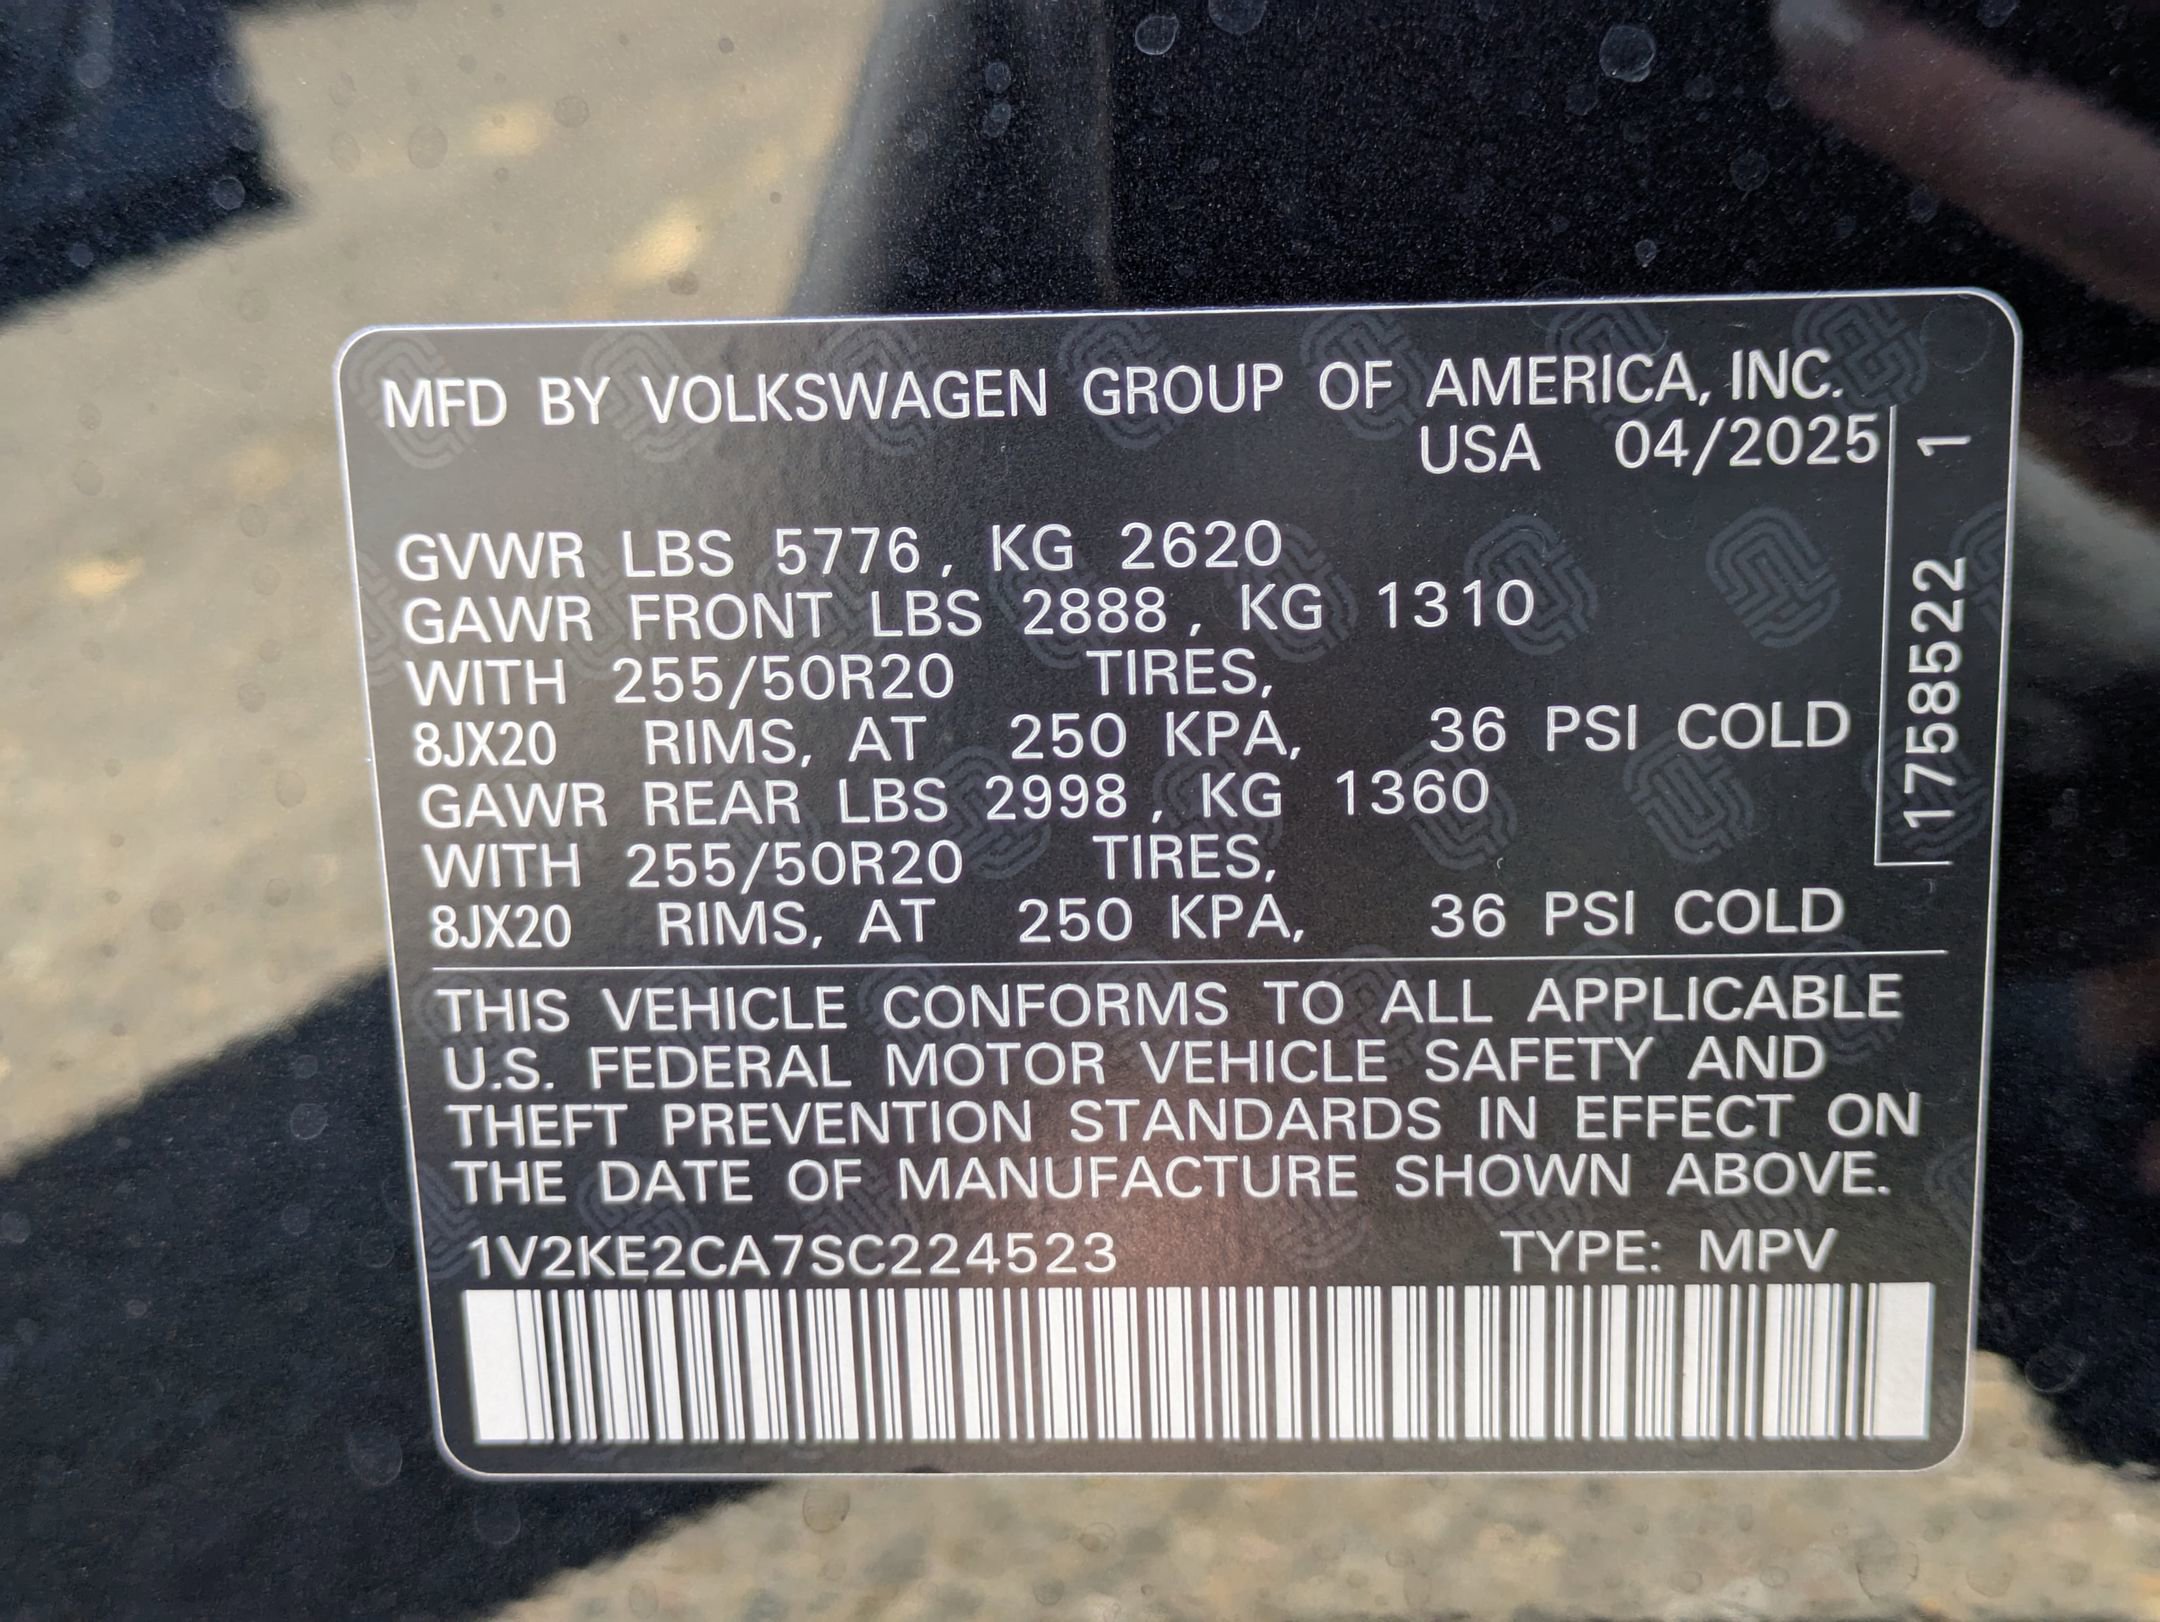 MFD BY VOLKSWAGEN GROUP OF AMERICA, INC.
USA 04/2025
GVWR LBS 5776, KG 2620
GAWR FRONT LBS 2888, KG 1310
WITH 255/50R20 TIRES,
8JX20 RIMS, AT 250 KPA, 36 PSI COLD
GAWR REAR LBS 2998, KG 1360
WITH 255/50R20 TIRES,
8JX20 RIMS, AT 250 KPA, 36 PSI COLD
1758522 1
THIS VEHICLE CONFORMS TO ALL APPLICABLE
U.S. FEDERAL MOTOR VEHICLE SAFETY AND
THEFT PREVENTION STANDARDS IN EFFECT ON
THE DATE OF MANUFACTURE SHOWN ABOVE.
1V2KE2CA7SC224523 TYPE: MPV